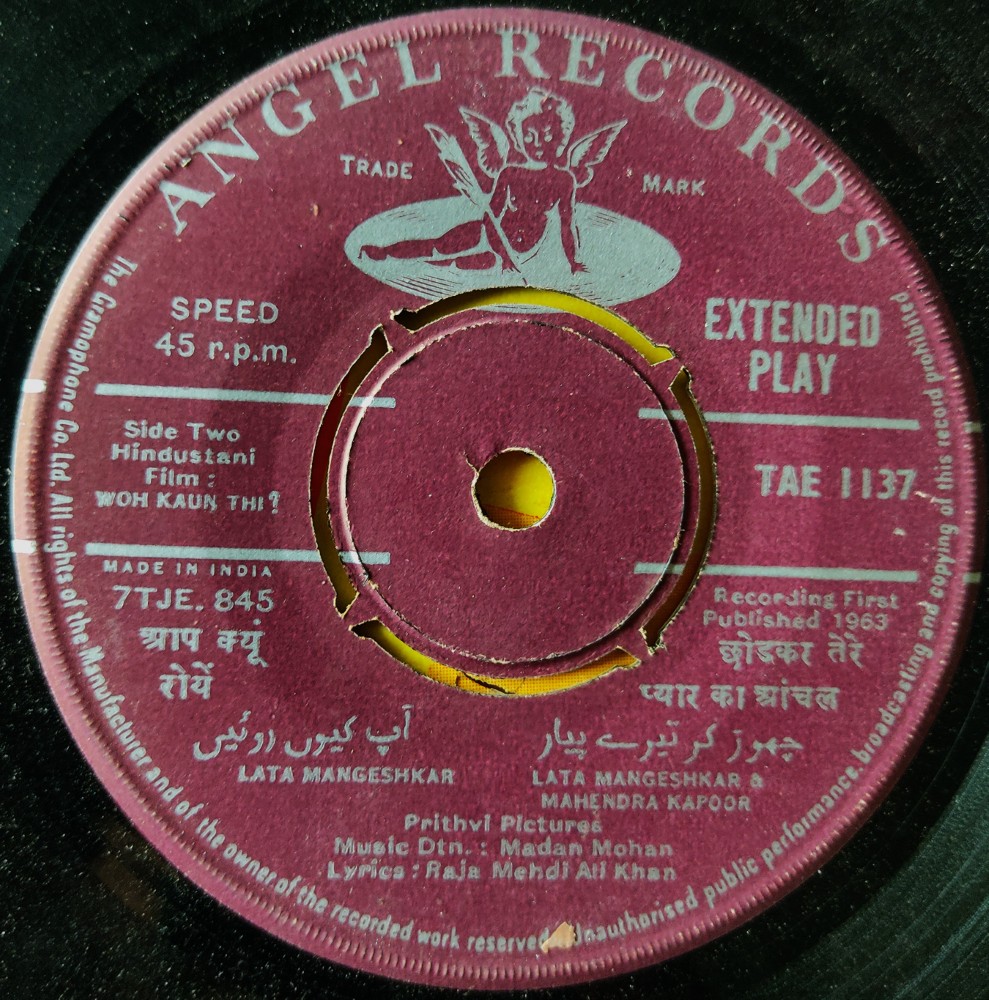 ANGEL RECORDS
TRADE MARK
SPEED
45 r.p.m.
EXTENDED
PLAY
Side Two
Hindustani
Film :
WOH KAUN THI?
TAE 1137
MADE IN INDIA
7TJE. 845
Recording First
Published 1963
आप क्यूं
रोयें
छोडकर तेरे
प्यार का आंचल
آپ کیوں روئیں
چھوڑ کر تیرے پیار
LATA MANGESHKAR
LATA MANGESHKAR &
MAHENDRA KAPOOR
Prithvi Pictures
Music Dtn. : Madan Mohan
Lyrics : Raja Mehdi Ali Khan
The Gramophone Co. Ltd. All rights of the Manufacturer and of the owner of the recorded work reserved. Unauthorised public performance, broadcasting and copying of this record prohibited